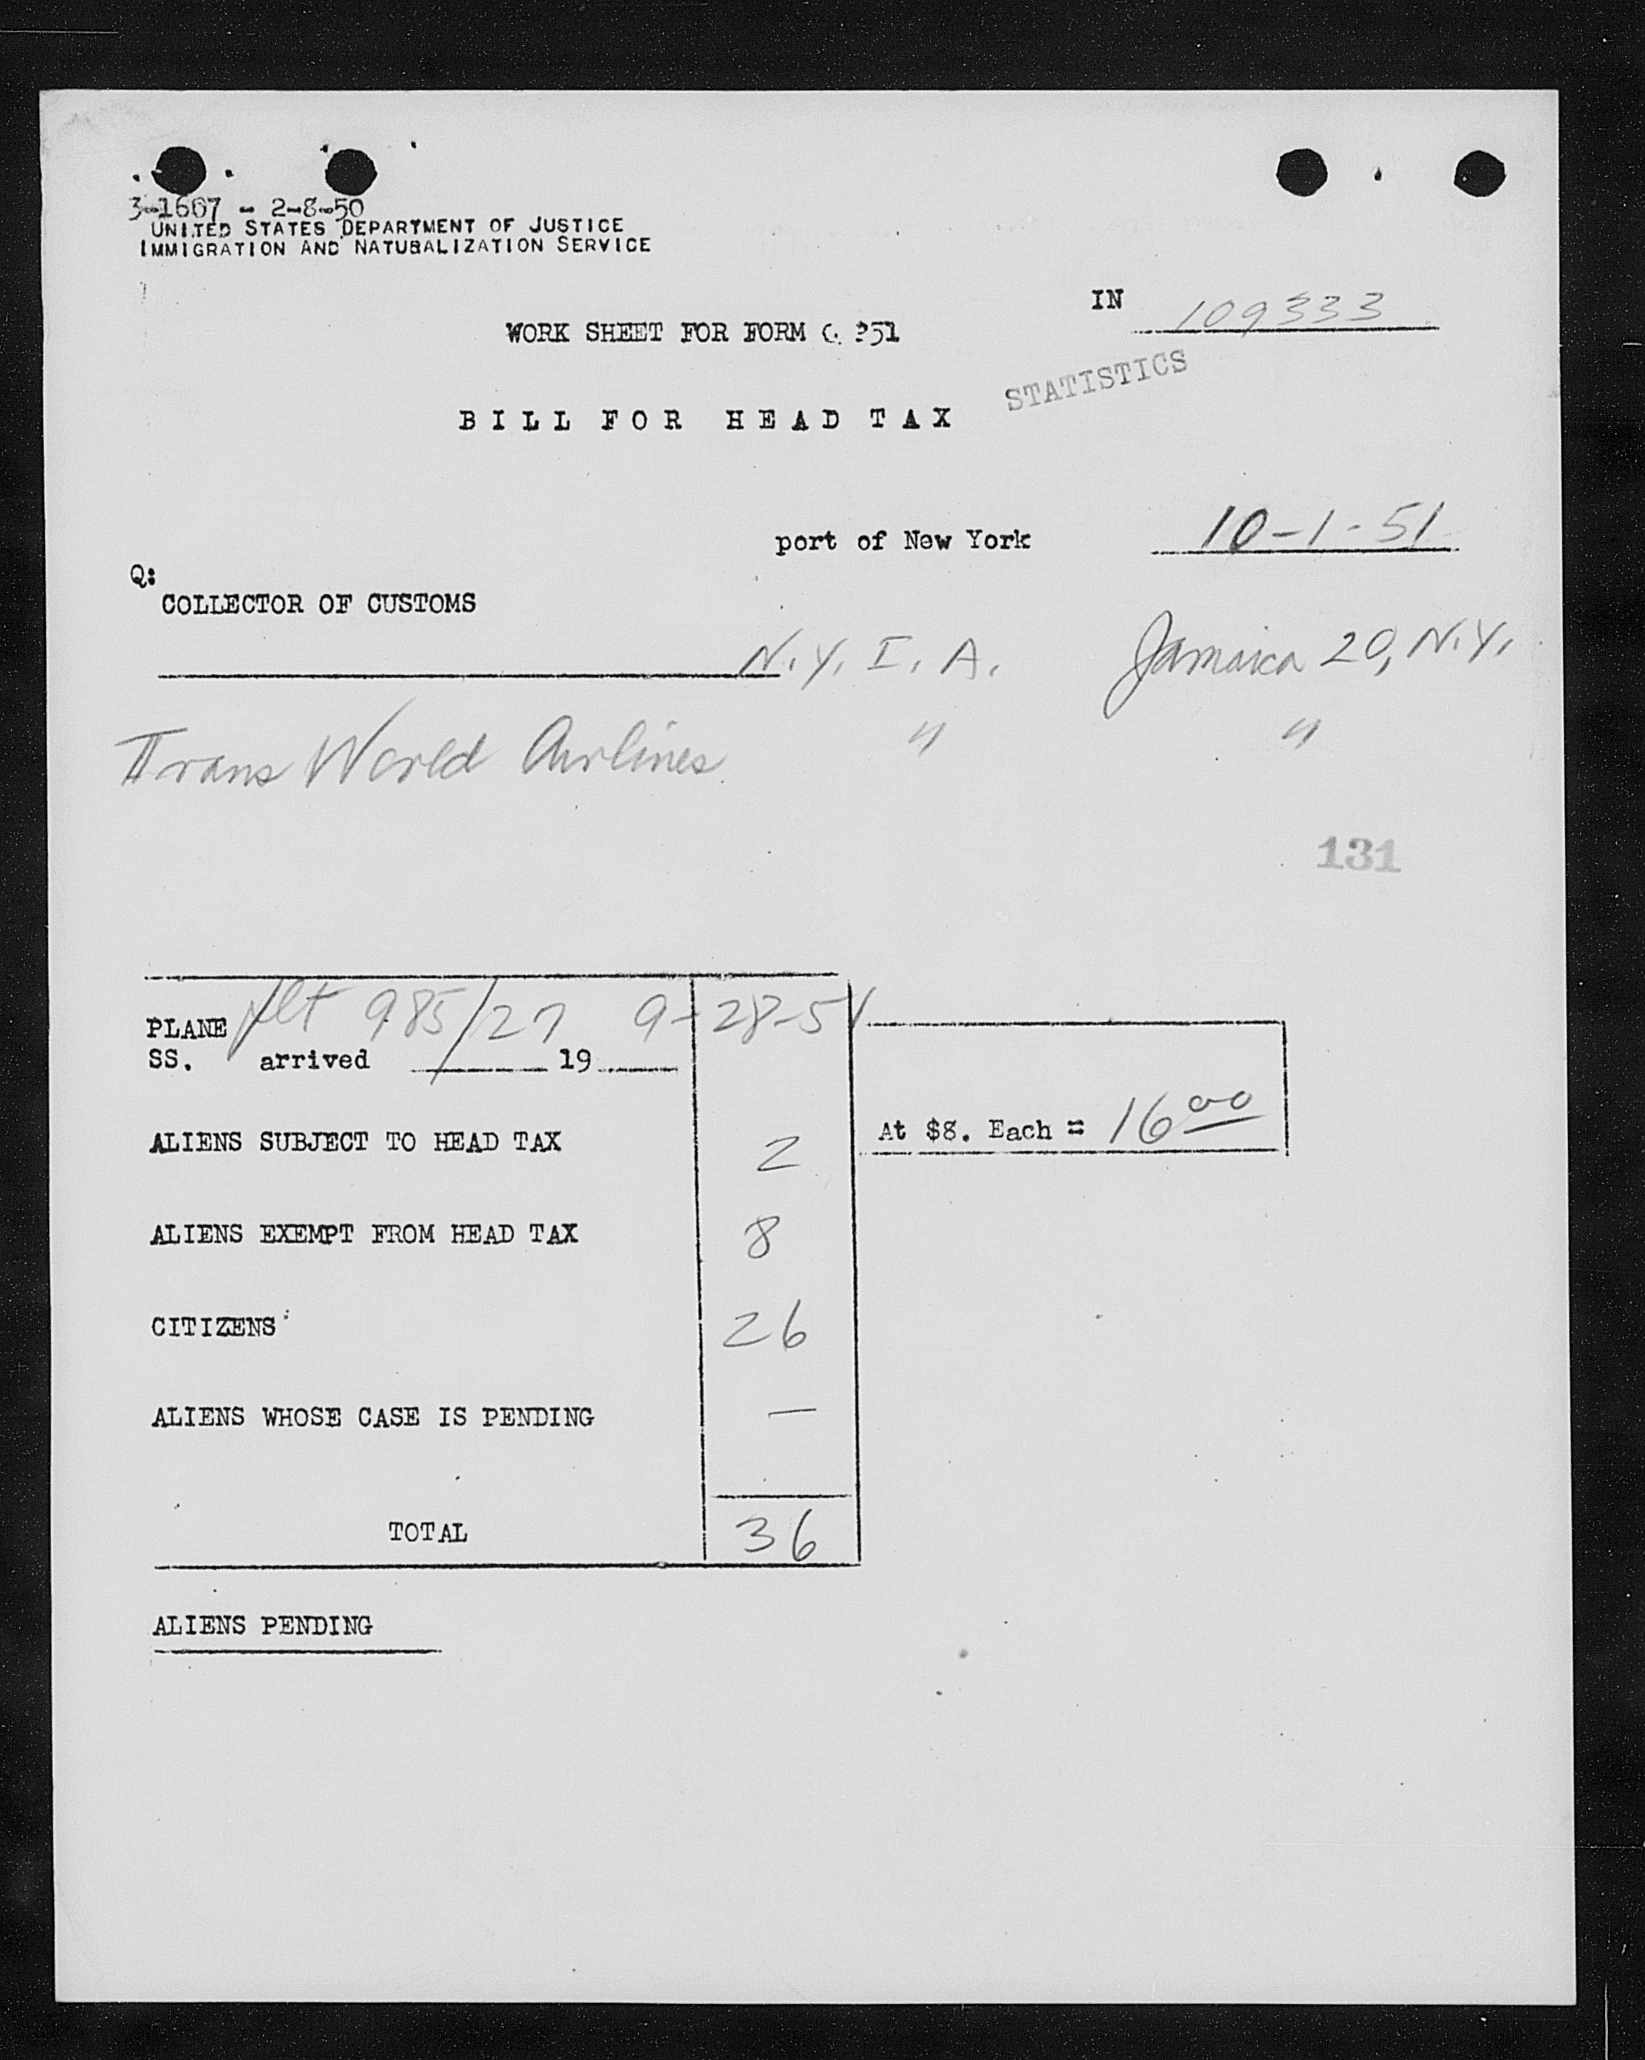 3-1667 - 2-8-50
UNITED STATES DEPARTMENT OF JUSTICE
IMMIGRATION AND NATURALIZATION SERVICE
IN 109333
WORK SHEET FOR FORM 351
STATISTICS
BILL FOR HEAD TAX
port of New York 10-1-51
Q:
COLLECTOR OF CUSTOMS
N.Y.I.A. Jamaica 20, N.Y.
Trans World Airlines " "
131
PLANE flt 985/27 9-28-51
SS. arrived 19
ALIENS SUBJECT TO HEAD TAX 2 At $8. Each = 16 00
ALIENS EXEMPT FROM HEAD TAX 8
CITIZENS 26
ALIENS WHOSE CASE IS PENDING —
TOTAL 36
ALIENS PENDING